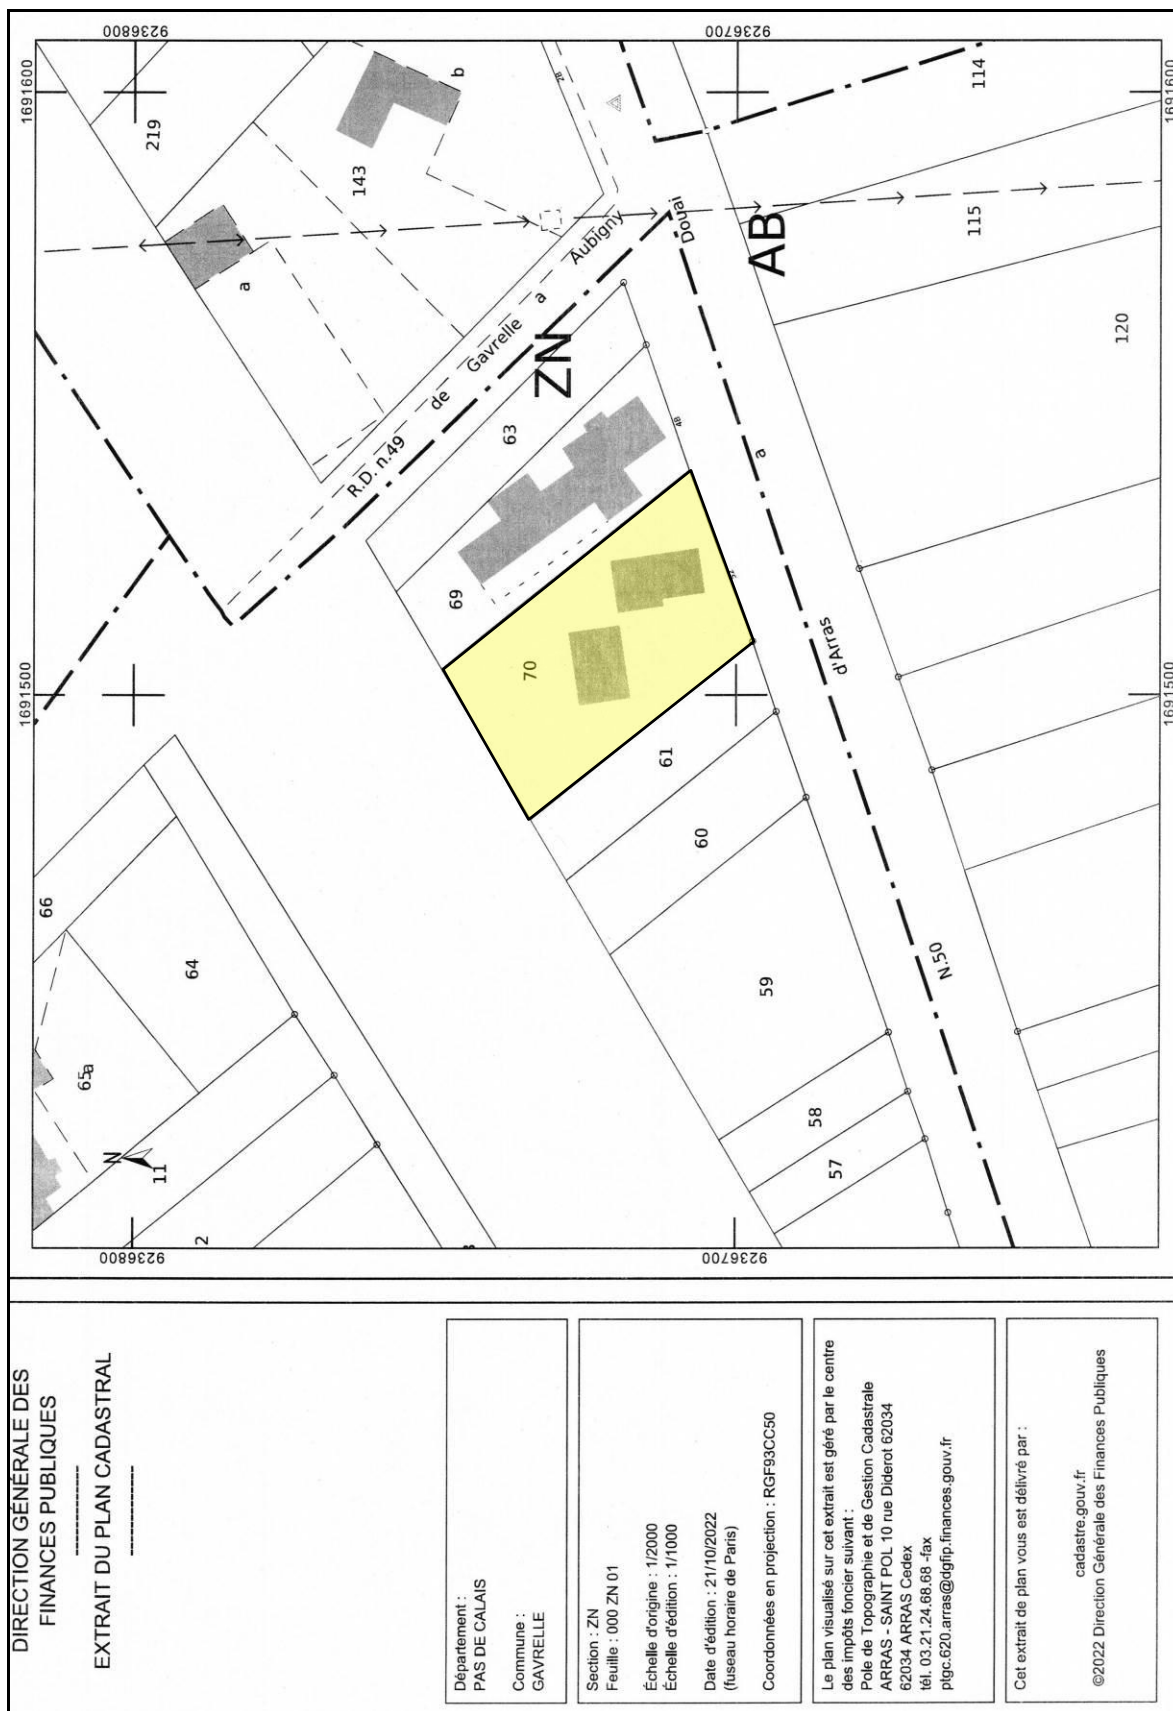 DIRECTION GÉNÉRALE DES
FINANCES PUBLIQUES
EXTRAIT DU PLAN CADASTRAL
Département :
PAS DE CALAIS
Commune :
GAVRELLE
Section : ZN
Feuille : 000 ZN 01
Échelle d'origine : 1/2000
Échelle d'édition : 1/1000
Date d'édition : 21/10/2022
(fuseau horaire de Paris)
Coordonnées en projection : RGF93CC50
Le plan visualisé sur cet extrait est géré par le centre
des impôts foncier suivant :
Pole de Topographie et de Gestion Cadastrale
ARRAS - SAINT POL 10 rue Diderot 62034
62034 ARRAS Cedex
tél. 03.21.24.68.68 -fax
ptgc.620.arras@dgfip.finances.gouv.fr
Cet extrait de plan vous est délivré par :
cadastre.gouv.fr
©2022 Direction Générale des Finances Publiques
1691500
1691600
9236800
9236800
9236700
9236700
1691500
1691600
66
65a
64
N
11
2
219
a
143
b
28
R.D. n.49
de
Gavrelle
a
Aubigny
ZN
63
69
70
48
61
60
59
58
57
N.50
d'Arras
a
Douai
AB
114
115
120